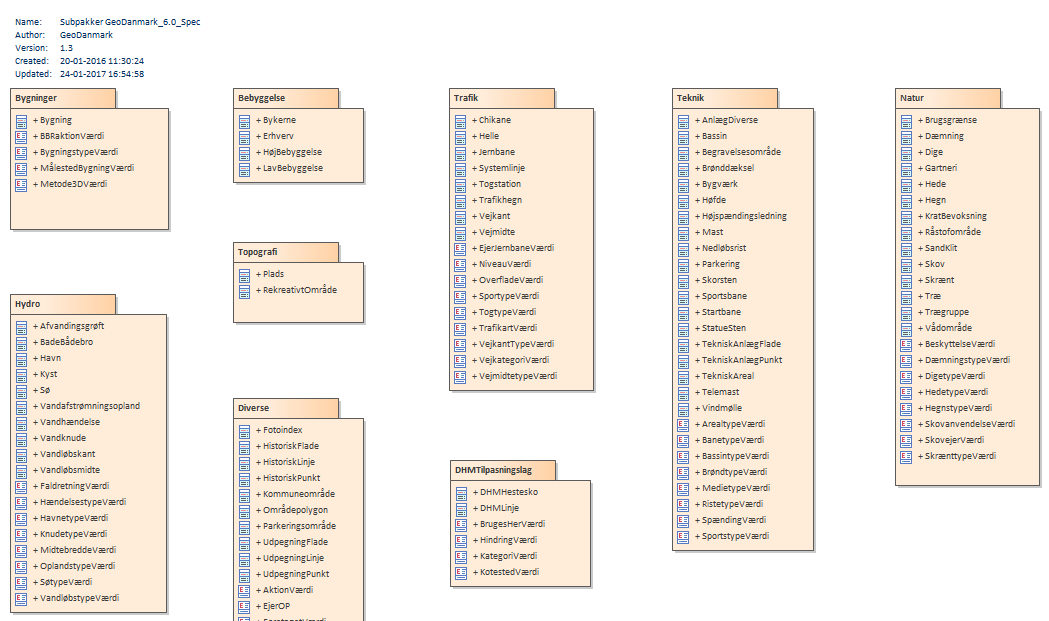 Name: Subpakker GeoDanmark_6.0_Spec
Author: GeoDanmark
Version: 1.3
Created: 20-01-2016 11:30:24
Updated: 24-01-2017 16:54:58
Bygninger
+ Bygning
+ BBRaktionVærdi
+ BygningstypeVærdi
+ MålestedBygningVærdi
+ Metode3DVærdi
Hydro
+ Afvandingsgrøft
+ BadeBådebro
+ Havn
+ Kyst
+ Sø
+ Vandafstrømningsopland
+ Vandhændelse
+ Vandknude
+ Vandløbskant
+ Vandløbsmidte
+ FaldretningVærdi
+ HændelsestypeVærdi
+ HavnetypeVærdi
+ KnudetypeVærdi
+ MidtebreddeVærdi
+ OplandstypeVærdi
+ SøtypeVærdi
+ VandløbstypeVærdi
Bebyggelse
+ Bykerne
+ Erhverv
+ HøjBebyggelse
+ LavBebyggelse
Topografi
+ Plads
+ RekreativtOmråde
Diverse
+ Fotoindex
+ HistoriskFlade
+ HistoriskLinje
+ HistoriskPunkt
+ Kommuneområde
+ Områdepolygon
+ Parkeringsområde
+ UdpegningFlade
+ UdpegningLinje
+ UdpegningPunkt
+ AktionVærdi
+ EjerOP
Trafik
+ Chikane
+ Helle
+ Jernbane
+ Systemlinje
+ Togstation
+ Trafikhegn
+ Vejkant
+ Vejmidte
+ EjerJernbaneVærdi
+ NiveauVærdi
+ OverfladeVærdi
+ SportypeVærdi
+ TogtypeVærdi
+ TrafikartVærdi
+ VejkantTypeVærdi
+ VejkategoriVærdi
+ VejmidtetypeVærdi
DHMTilpasningslag
+ DHMHestesko
+ DHMLinje
+ BrugesHerVærdi
+ HindringVærdi
+ KategoriVærdi
+ KotestedVærdi
Teknik
+ AnlægDiverse
+ Bassin
+ Begravelsesområde
+ Brønddæksel
+ Bygværk
+ Høfde
+ Højspændingsledning
+ Mast
+ Nedløbsrist
+ Parkering
+ Skorsten
+ Sportsbane
+ Startbane
+ StatueSten
+ TekniskAnlægFlade
+ TekniskAnlægPunkt
+ TekniskAreal
+ Telemast
+ Vindmølle
+ ArealtypeVærdi
+ BanetypeVærdi
+ BassintypeVærdi
+ BrøndtypeVærdi
+ MedietypeVærdi
+ RistetypeVærdi
+ SpændingVærdi
+ SportstypeVærdi
Natur
+ Brugsgrænse
+ Dæmning
+ Dige
+ Gartneri
+ Hede
+ Hegn
+ KratBevoksning
+ Råstofområde
+ SandKlit
+ Skov
+ Skrænt
+ Træ
+ Trægruppe
+ Vådområde
+ BeskyttelseVærdi
+ DæmningstypeVærdi
+ DigetypeVærdi
+ HedetypeVærdi
+ HegnstypeVærdi
+ SkovanvendelseVærdi
+ SkovejerVærdi
+ SkrænttypeVærdi